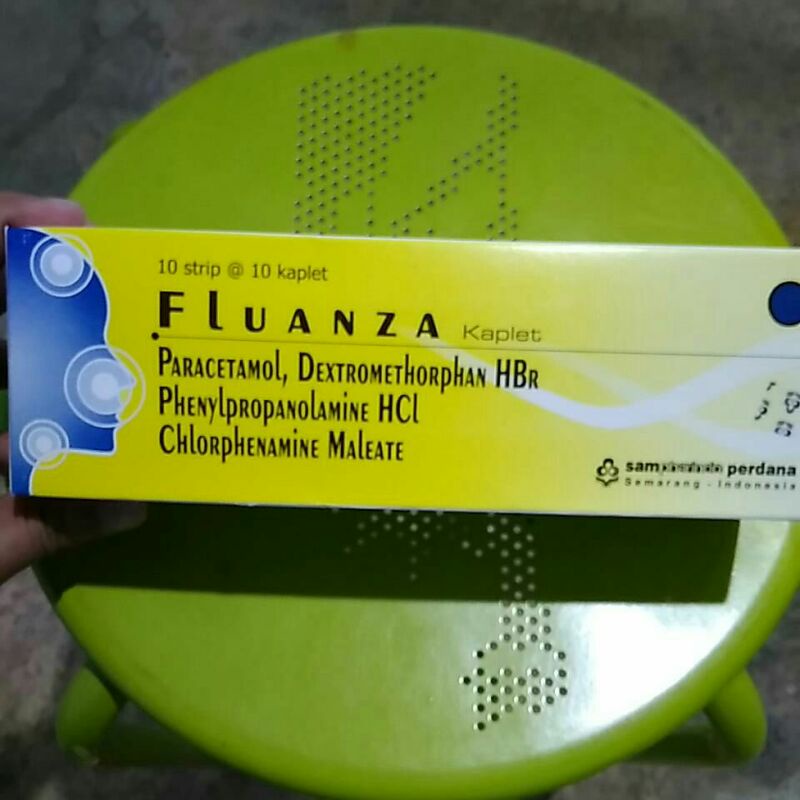 10 strip @ 10 kaplet
FLUANZA Kaplet
Paracetamol, Dextromethorphan HBr
Phenylpropanolamine HCl
Chlorphenamine Maleate
perdana
Semarang - Indonesia